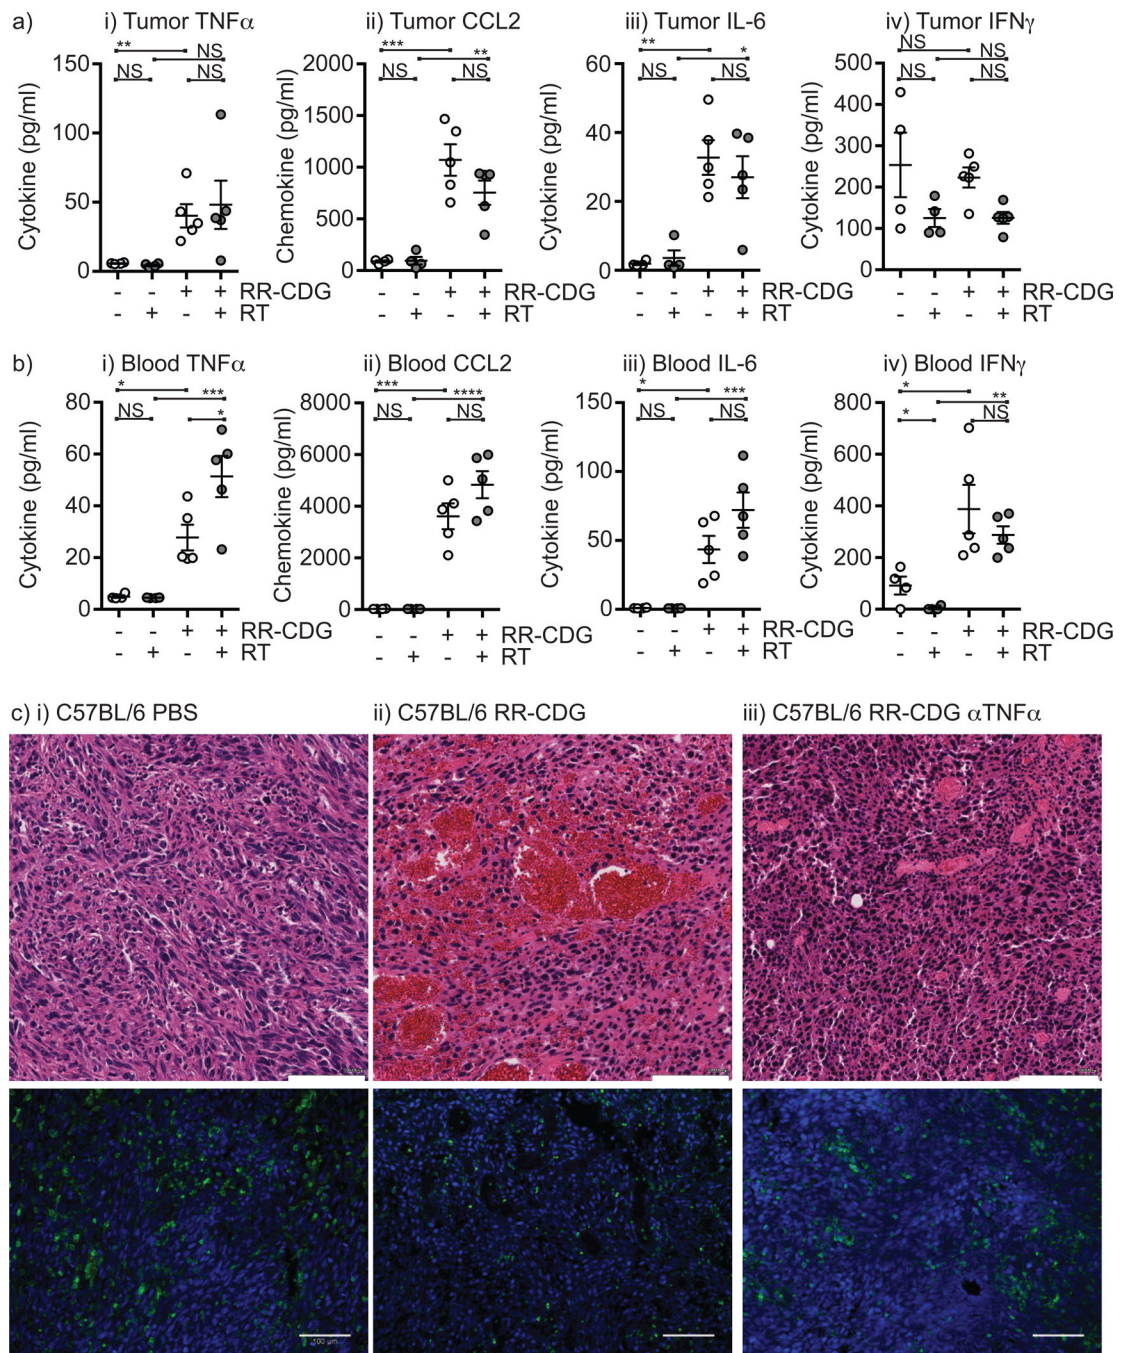 a)
i) Tumor TNFα
ii) Tumor CCL2
iii) Tumor IL-6
iv) Tumor IFNγ
Cytokine (pg/ml)
150
100
50
0
**
NS
NS
NS
- - + +
- + - +
RR-CDG
RT
Chemokine (pg/ml)
2000
1500
1000
500
0
***
**
NS
NS
- - + +
- + - +
RR-CDG
RT
Cytokine (pg/ml)
60
40
20
0
**
*
NS
NS
- - + +
- + - +
RR-CDG
RT
Cytokine (pg/ml)
500
400
300
200
100
0
NS
NS
NS
NS
- - + +
- + - +
RR-CDG
RT
b)
i) Blood TNFα
ii) Blood CCL2
iii) Blood IL-6
iv) Blood IFNγ
Cytokine (pg/ml)
80
60
40
20
0
*
***
NS
*
- - + +
- + - +
RR-CDG
RT
Chemokine (pg/ml)
8000
6000
4000
2000
0
***
****
NS
NS
- - + +
- + - +
RR-CDG
RT
Cytokine (pg/ml)
150
100
50
0
*
***
NS
NS
- - + +
- + - +
RR-CDG
RT
Cytokine (pg/ml)
800
600
400
200
0
*
**
*
NS
- - + +
- + - +
RR-CDG
RT
c) i) C57BL/6 PBS
ii) C57BL/6 RR-CDG
iii) C57BL/6 RR-CDG αTNFα
100 μm